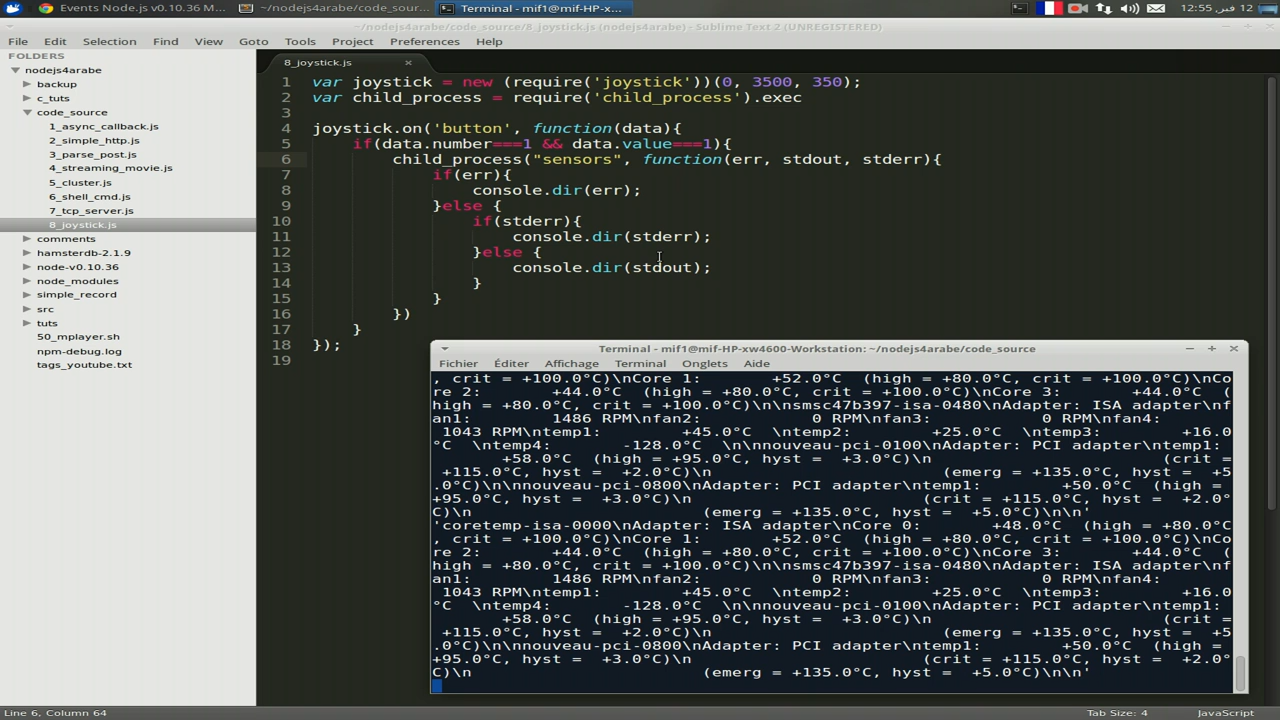 Events Node.js v0.10.36 M...
~/nodejs4arabe/code_sour...
Terminal - mif1@mif-HP-x...
12 فبر, 12:55
~/nodejs4arabe/code_source/8_joystick.js (nodejs4arabe) - Sublime Text 2 (UNREGISTERED)
File Edit Selection Find View Goto Tools Project Preferences Help
FOLDERS
nodejs4arabe
backup
c_tuts
code_source
1_async_callback.js
2_simple_http.js
3_parse_post.js
4_streaming_movie.js
5_cluster.js
6_shell_cmd.js
7_tcp_server.js
8_joystick.js
comments
hamsterdb-2.1.9
node-v0.10.36
node_modules
simple_record
src
tuts
50_mplayer.sh
npm-debug.log
tags_youtube.txt
8_joystick.js ×
1 var joystick = new (require('joystick'))(0, 3500, 350);
2 var child_process = require('child_process').exec
3
4 joystick.on('button', function(data){
5 if(data.number===1 && data.value===1){
6 child_process("sensors", function(err, stdout, stderr){
7 if(err){
8 console.dir(err);
9 }else {
10 if(stderr){
11 console.dir(stderr);
12 }else {
13 console.dir(stdout);
14 }
15 }
16 })
17 }
18 });
19
Terminal - mif1@mif-HP-xw4600-Workstation: ~/nodejs4arabe/code_source
Fichier Éditer Affichage Terminal Onglets Aide
, crit = +100.0°C)\nCore 1: +52.0°C (high = +80.0°C, crit = +100.0°C)\nCo
re 2: +44.0°C (high = +80.0°C, crit = +100.0°C)\nCore 3: +44.0°C (
high = +80.0°C, crit = +100.0°C)\n\nsmsc47b397-isa-0480\nAdapter: ISA adapter\nf
an1: 1486 RPM\nfan2: 0 RPM\nfan3: 0 RPM\nfan4:
1043 RPM\ntemp1: +45.0°C \ntemp2: +25.0°C \ntemp3: +16.0
°C \ntemp4: -128.0°C \n\nnouveau-pci-0100\nAdapter: PCI adapter\ntemp1:
+58.0°C (high = +95.0°C, hyst = +3.0°C)\n (crit =
+115.0°C, hyst = +2.0°C)\n (emerg = +135.0°C, hyst = +5
.0°C)\n\nnouveau-pci-0800\nAdapter: PCI adapter\ntemp1: +50.0°C (high =
+95.0°C, hyst = +3.0°C)\n (crit = +115.0°C, hyst = +2.0°
C)\n (emerg = +135.0°C, hyst = +5.0°C)\n\n'
'coretemp-isa-0000\nAdapter: ISA adapter\nCore 0: +48.0°C (high = +80.0°C
, crit = +100.0°C)\nCore 1: +52.0°C (high = +80.0°C, crit = +100.0°C)\nCo
re 2: +44.0°C (high = +80.0°C, crit = +100.0°C)\nCore 3: +44.0°C (
high = +80.0°C, crit = +100.0°C)\n\nsmsc47b397-isa-0480\nAdapter: ISA adapter\nf
an1: 1486 RPM\nfan2: 0 RPM\nfan3: 0 RPM\nfan4:
1043 RPM\ntemp1: +45.0°C \ntemp2: +25.0°C \ntemp3: +16.0
°C \ntemp4: -128.0°C \n\nnouveau-pci-0100\nAdapter: PCI adapter\ntemp1:
+58.0°C (high = +95.0°C, hyst = +3.0°C)\n (crit =
+115.0°C, hyst = +2.0°C)\n (emerg = +135.0°C, hyst = +5
.0°C)\n\nnouveau-pci-0800\nAdapter: PCI adapter\ntemp1: +50.0°C (high =
+95.0°C, hyst = +3.0°C)\n (crit = +115.0°C, hyst = +2.0°
C)\n (emerg = +135.0°C, hyst = +5.0°C)\n\n'
Line 6, Column 64
Tab Size: 4
JavaScript